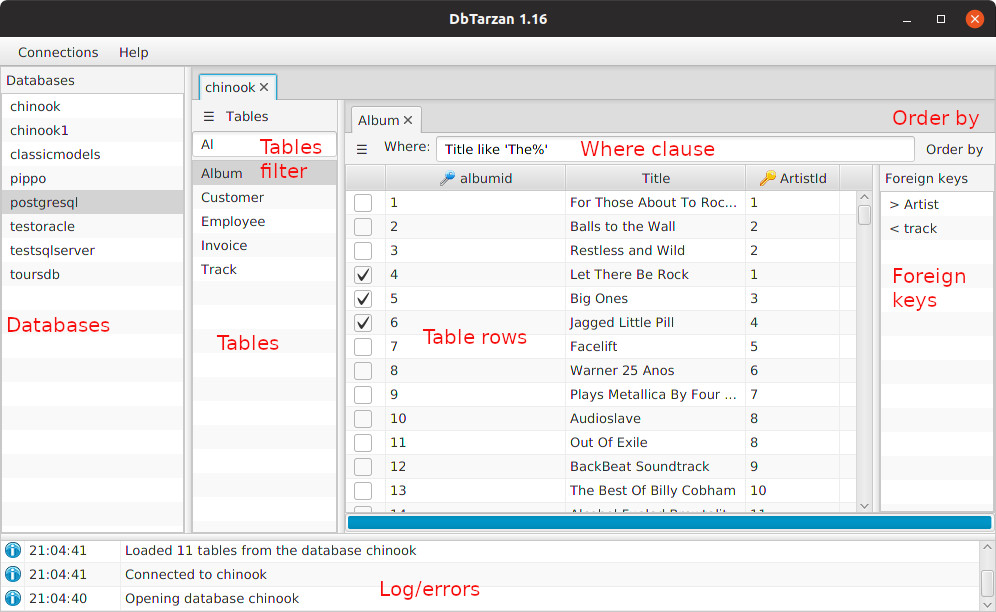 DbTarzan 1.16
Connections Help
Databases
chinook
chinook1
classicmodels
pippo
postgresql
testoracle
testsqlserver
toursdb
Databases
chinook
Tables
Al
Tables
filter
Album
Customer
Employee
Invoice
Track
Tables
Album
Order by
Where: Title like 'The%' Where clause Order by
albumid Title ArtistId
1 For Those About To Roc... 1
2 Balls to the Wall 2
3 Restless and Wild 2
4 Let There Be Rock 1
5 Big Ones 3
6 Jagged Little Pill 4
Table rows
7 Facelift 5
8 Warner 25 Anos 6
9 Plays Metallica By Four ... 7
10 Audioslave 8
11 Out Of Exile 8
12 BackBeat Soundtrack 9
13 The Best Of Billy Cobham 10
Foreign keys
> Artist
< track
Foreign
keys
21:04:41 Loaded 11 tables from the database chinook
21:04:41 Connected to chinook
21:04:40 Opening database chinook
Log/errors